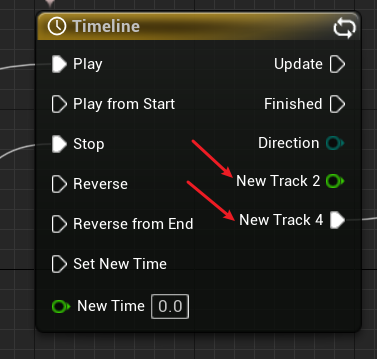 Timeline
Play
Update
Play from Start
Finished
Stop
Direction
Reverse
New Track 2
Reverse from End
New Track 4
Set New Time
New Time 0.0